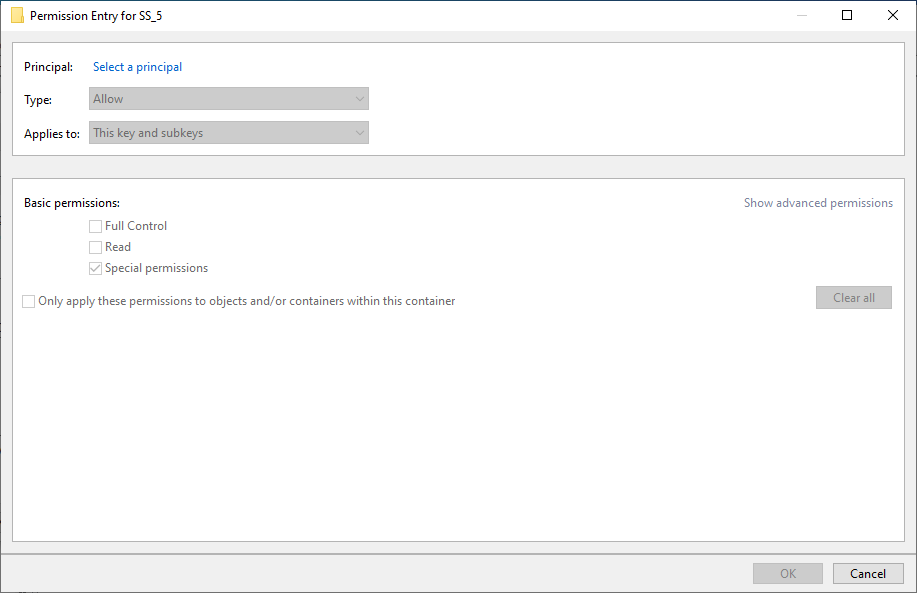 Permission Entry for SS_5
Principal: Select a principal
Type: Allow
Applies to: This key and subkeys
Basic permissions: Show advanced permissions
Full Control
Read
Special permissions
Only apply these permissions to objects and/or containers within this container Clear all
OK Cancel